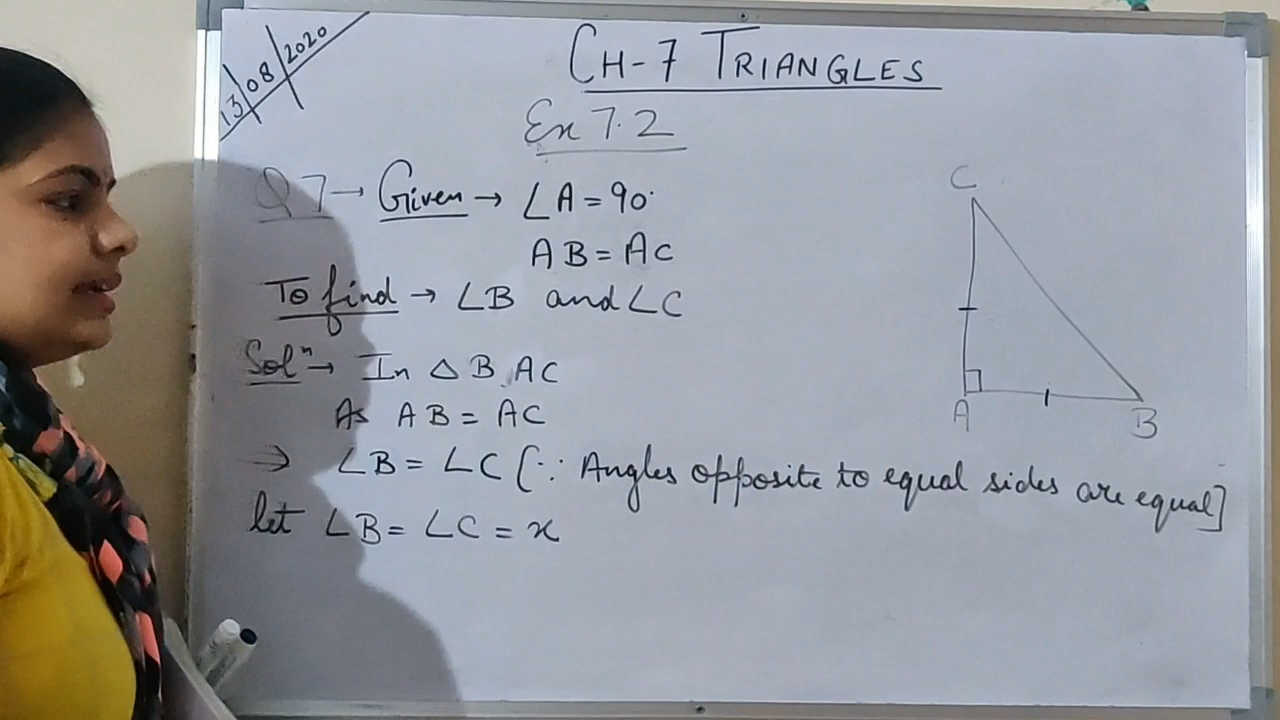 13/08/2020
CH-7 TRIANGLES
Ex 7.2
Q7→ Given → ∠A = 90°
AB = AC
To find → ∠B and ∠C
Solⁿ→ In △ BAC
As AB = AC
⇒ ∠B = ∠C [∵ Angles opposite to equal sides are equal]
let ∠B = ∠C = x
C
A
B